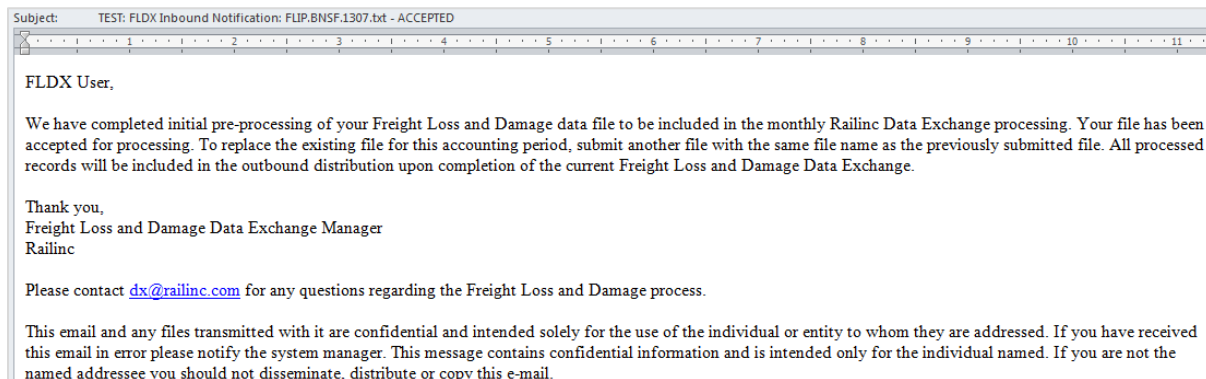 Subject: TEST: FLDX Inbound Notification: FLIP.BNSF.1307.txt - ACCEPTED
1 2 3 4 5 6 7 8 9 10 11
FLDX User,
We have completed initial pre-processing of your Freight Loss and Damage data file to be included in the monthly Railinc Data Exchange processing. Your file has been
accepted for processing. To replace the existing file for this accounting period, submit another file with the same file name as the previously submitted file. All processed
records will be included in the outbound distribution upon completion of the current Freight Loss and Damage Data Exchange.
Thank you,
Freight Loss and Damage Data Exchange Manager
Railinc
Please contact dx@railinc.com for any questions regarding the Freight Loss and Damage process.
This email and any files transmitted with it are confidential and intended solely for the use of the individual or entity to whom they are addressed. If you have received
this email in error please notify the system manager. This message contains confidential information and is intended only for the individual named. If you are not the
named addressee you should not disseminate, distribute or copy this e-mail.